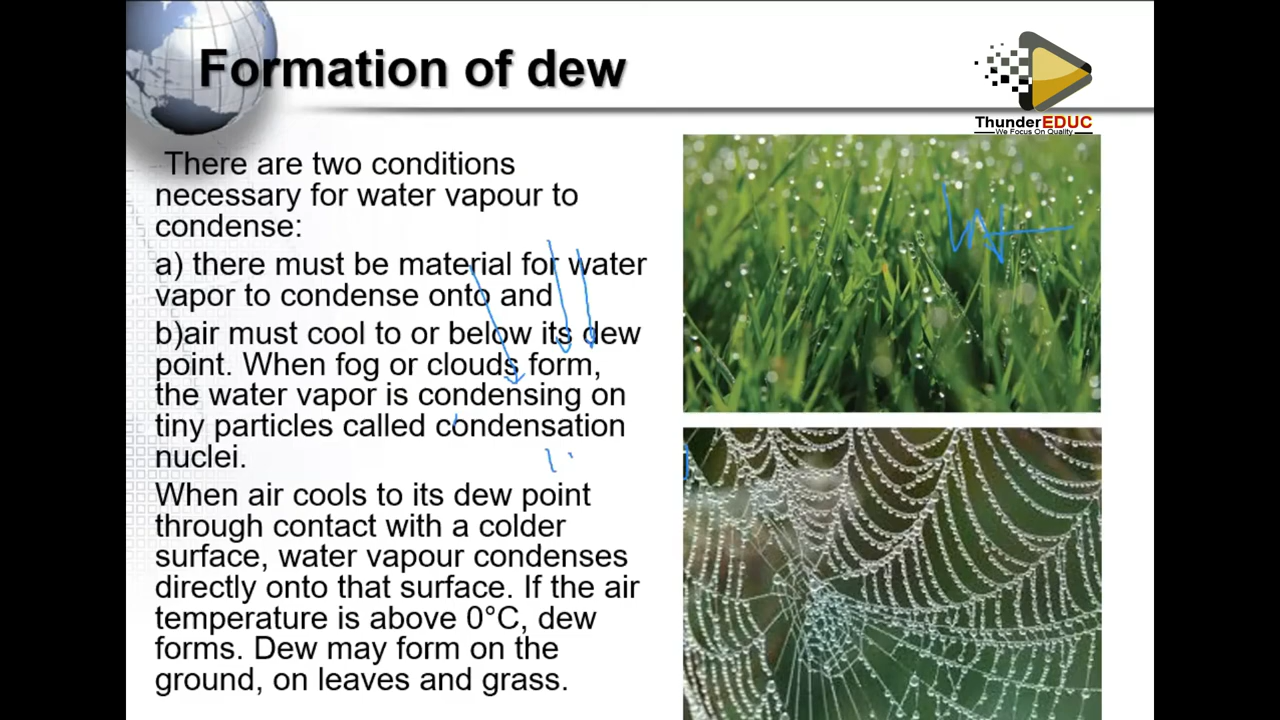 Formation of dew
ThunderEDUC
We Focus On Quality
There are two conditions
necessary for water vapour to
condense:
a) there must be material for water
vapor to condense onto and
b)air must cool to or below its dew
point. When fog or clouds form,
the water vapor is condensing on
tiny particles called condensation
nuclei.
When air cools to its dew point
through contact with a colder
surface, water vapour condenses
directly onto that surface. If the air
temperature is above 0°C, dew
forms. Dew may form on the
ground, on leaves and grass.